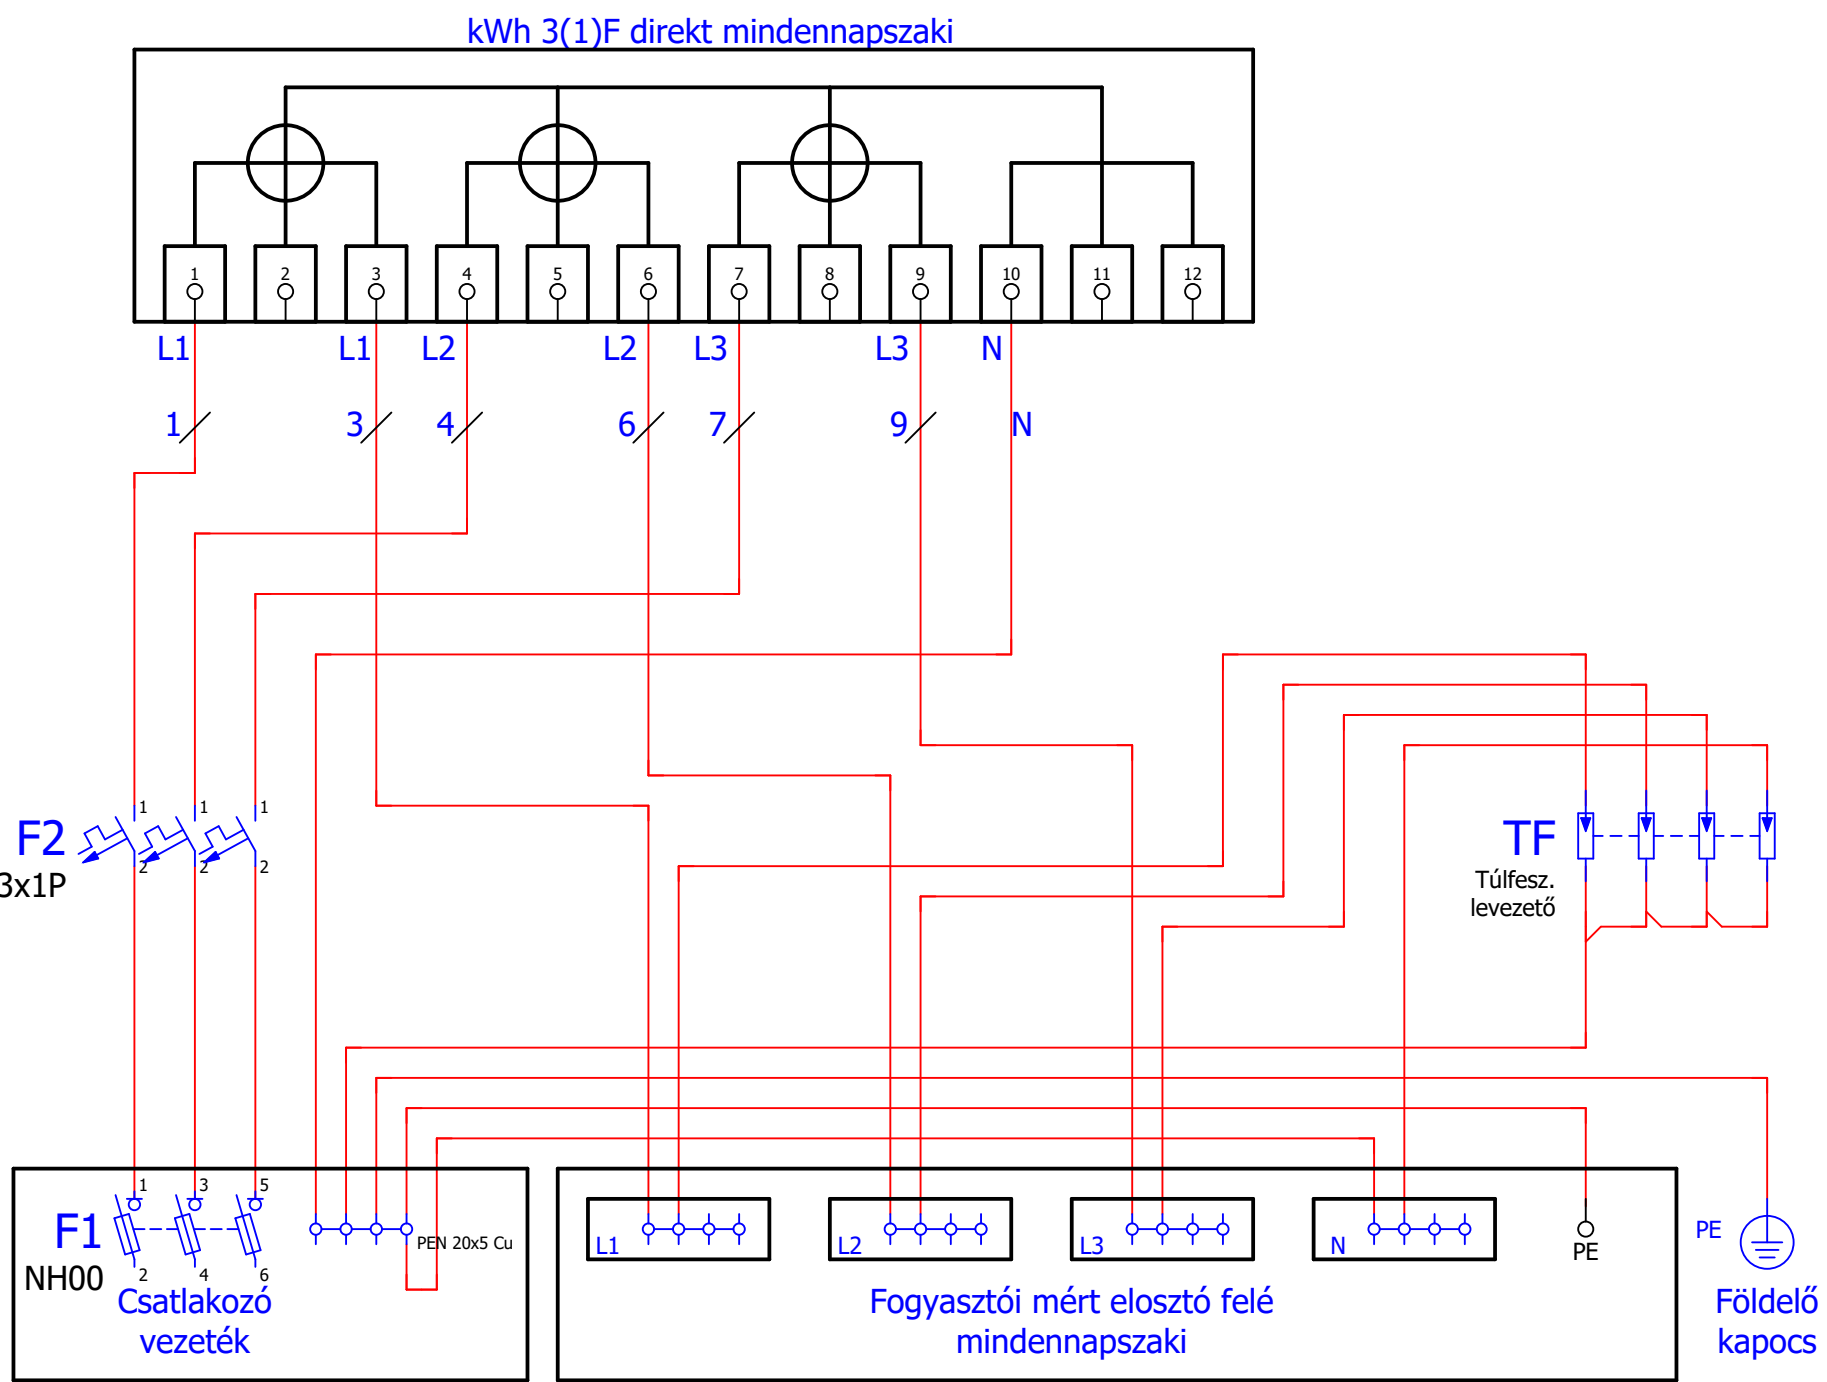 kWh 3(1)F direkt mindennapszaki
1 2 3 4 5 6 7 8 9 10 11 12
L1 L1 L2 L2 L3 L3 N
1 3 4 6 7 9 N
1 1 1
F2
2 2 2
3x1P
TF
Túlfesz.
levezető
1 3 5
F1
NH00
2 4 6
PEN 20x5 Cu
Csatlakozó
vezeték
L1 L2 L3 N PE
Fogyasztói mért elosztó felé
mindennapszaki
PE
Földelő
kapocs